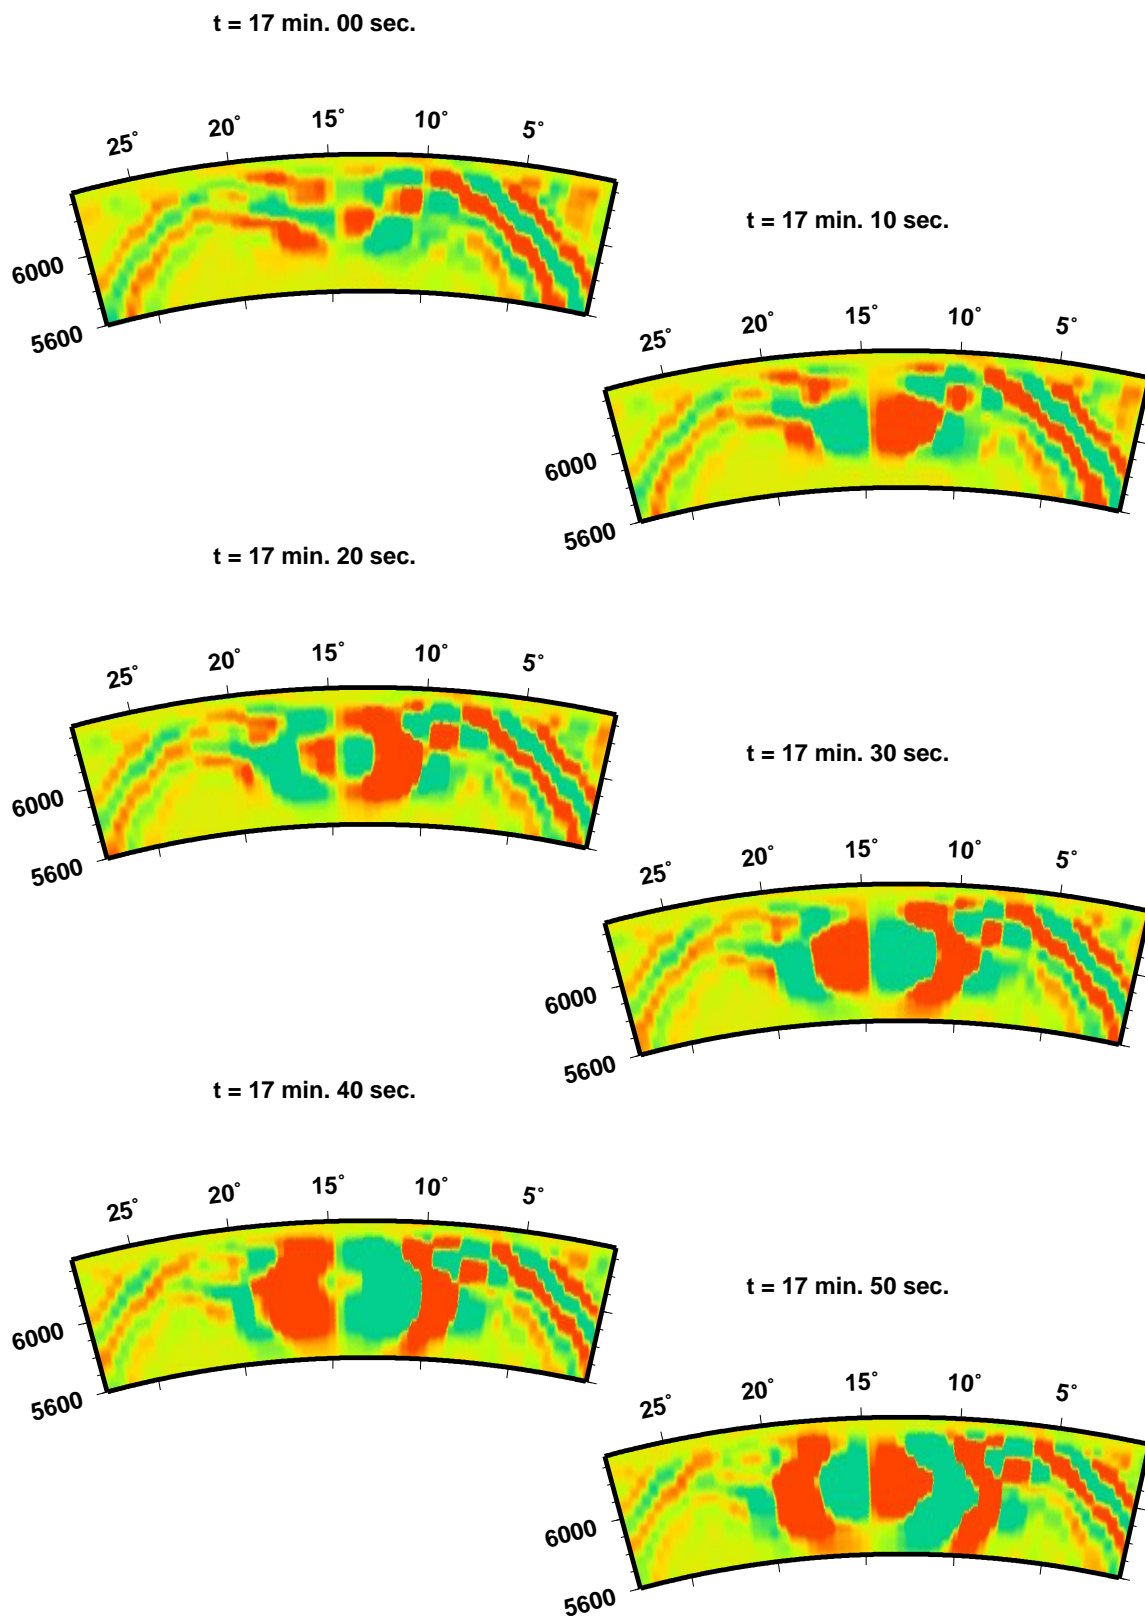 t = 17 min. 00 sec.
25° 20° 15° 10° 5°
6000
5600
t = 17 min. 10 sec.
25° 20° 15° 10° 5°
6000
5600
t = 17 min. 20 sec.
25° 20° 15° 10° 5°
6000
5600
t = 17 min. 30 sec.
25° 20° 15° 10° 5°
6000
5600
t = 17 min. 40 sec.
25° 20° 15° 10° 5°
6000
5600
t = 17 min. 50 sec.
25° 20° 15° 10° 5°
6000
5600